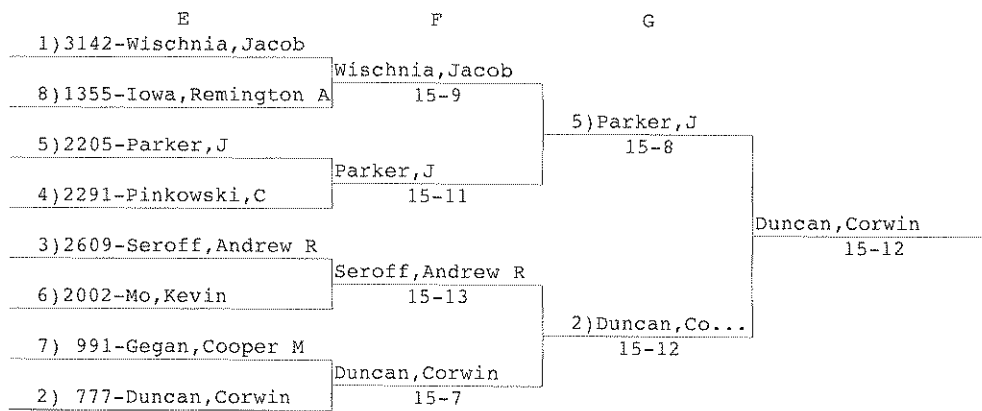 E F G
1)3142-Wischnia,Jacob
Wischnia,Jacob
15-9
8)1355-Iowa,Remington A
5)Parker,J
15-8
5)2205-Parker,J
Parker,J
15-11
4)2291-Pinkowski,C
Duncan,Corwin
15-12
3)2609-Seroff,Andrew R
Seroff,Andrew R
15-13
6)2002-Mo,Kevin
2)Duncan,Co...
15-12
7) 991-Gegan,Cooper M
Duncan,Corwin
15-7
2) 777-Duncan,Corwin